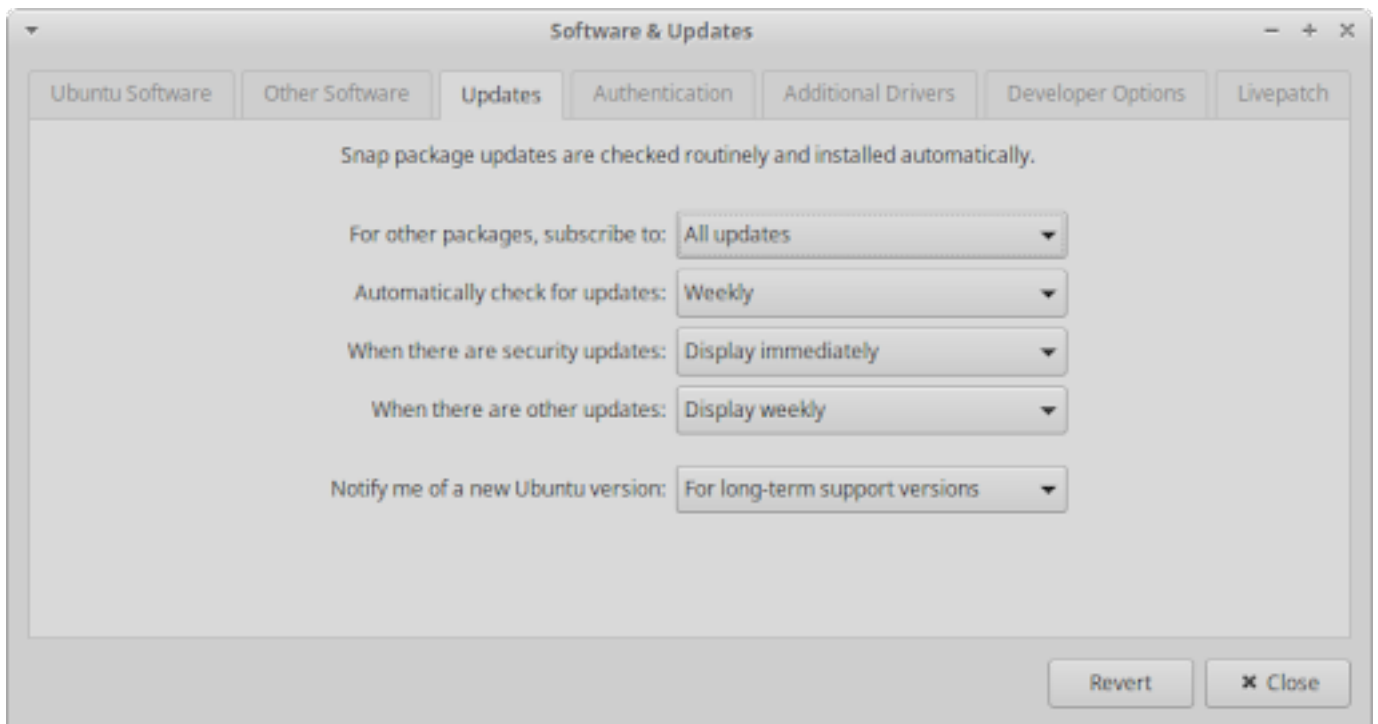 Software & Updates
Ubuntu Software Other Software Updates Authentication Additional Drivers Developer Options Livepatch
Snap package updates are checked routinely and installed automatically.
For other packages, subscribe to: All updates
Automatically check for updates: Weekly
When there are security updates: Display immediately
When there are other updates: Display weekly
Notify me of a new Ubuntu version: For long-term support versions
Revert Close